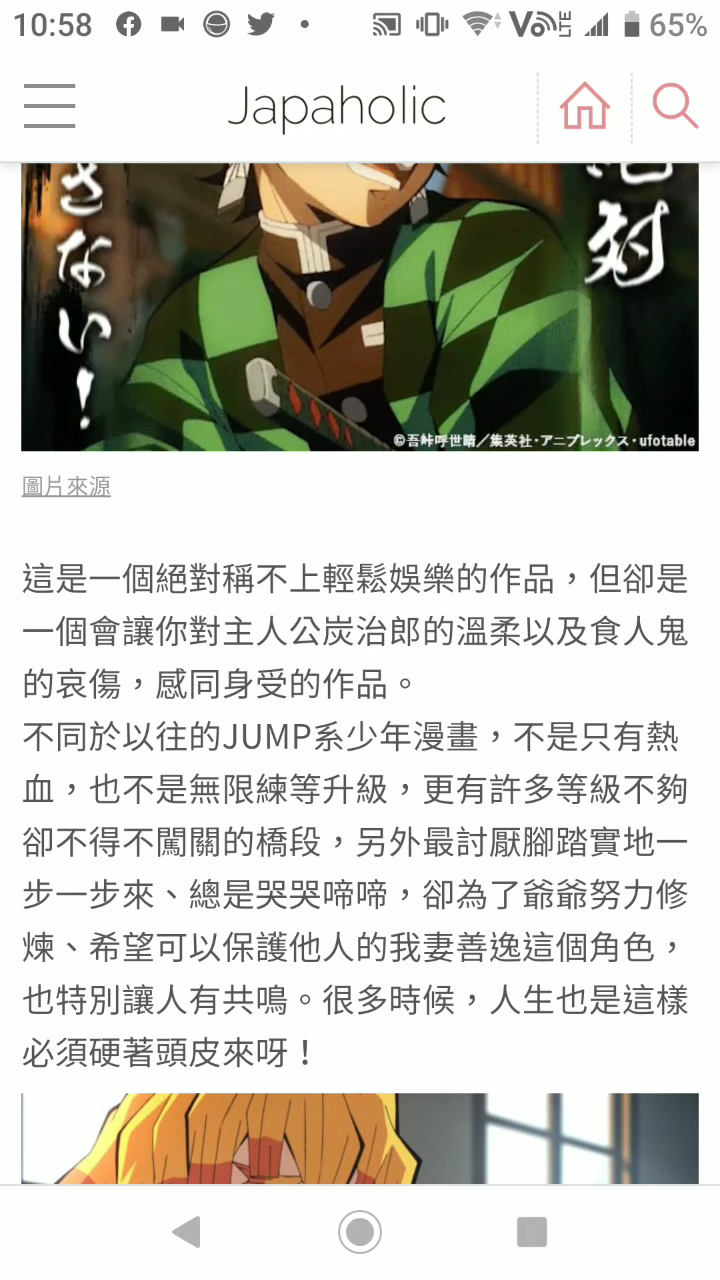 10:58
VoLTE
65%
Japaholic
絶対
さない！
©吾峠呼世晴／集英社・アニプレックス・ufotable
圖片來源
這是一個絕對稱不上輕鬆娛樂的作品，但卻是
一個會讓你對主人公炭治郎的溫柔以及食人鬼
的哀傷，感同身受的作品。
不同於以往的JUMP系少年漫畫，不是只有熱
血，也不是無限練等升級，更有許多等級不夠
卻不得不闖關的橋段，另外最討厭腳踏實地一
步一步來、總是哭哭啼啼，卻為了爺爺努力修
煉、希望可以保護他人的我妻善逸這個角色，
也特別讓人有共鳴。很多時候，人生也是這樣
必須硬著頭皮來呀！